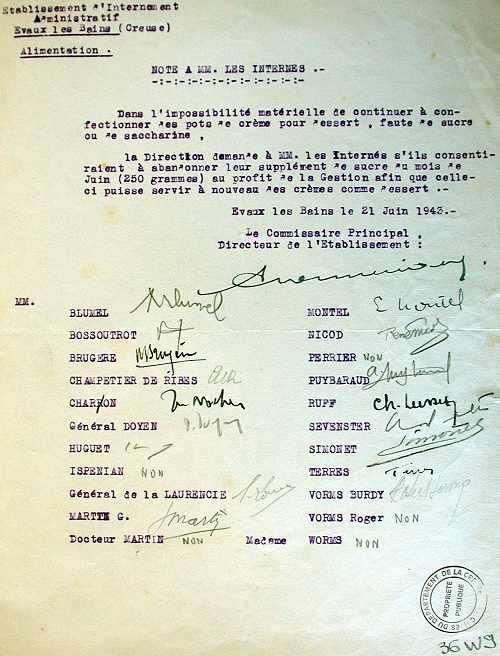 Etablissement d'Internement
Administratif
Evaux les Bains (Creuse)
Alimentation .
NOTE A MM. LES INTERNES .-
-:-:-:-:-:-:-:-:-:-:-:-:-
Dans l'impossibilité matérielle de continuer à con-
fectionner des pots de crème pour dessert , faute de sucre
ou de saccharine ,
la Direction demande à MM. les Internés s'ils consenti-
raient à abandonner leur supplément de sucre du mois de
Juin (250 grammes) au profit de la Gestion afin que celle-
ci puisse servir à nouveau des crèmes comme dessert .-
Evaux les Bains le 21 Juin 1943.-
Le Commissaire Principal ,
Directeur de l'Etablissement :
MM.
BLUMEL ABlumel MONTEL E Montel
BOSSOUTROT NICOD
BRUGERE MBrugère PERRIER NON
CHAMPETIER DE RIBES PUYBARAUD
CHARRON RUFF
Général DOYEN SEVENSTER
HUGUET SIMONET Simonet
ISPENIAN NON TERRES
Général de la LAURENCIE VORMS BURDY
MARTIN G. VORMS Roger NON
Docteur MARTIN NON Madame WORMS NON
PROPRIETE PUBLIQUE
36 W9